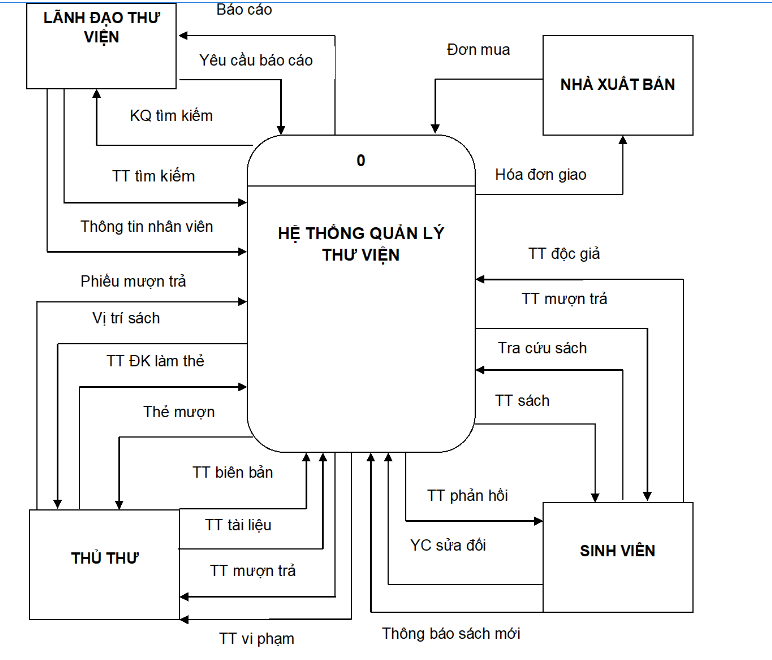 Báo cáo
LÃNH ĐẠO THƯ
VIỆN
Yêu cầu báo cáo
Đơn mua
NHÀ XUẤT BẢN
KQ tìm kiếm
0
TT tìm kiếm
Hóa đơn giao
Thông tin nhân viên
HỆ THỐNG QUẢN LÝ
THƯ VIỆN
TT độc giả
Phiếu mượn trả
TT mượn trả
Vị trí sách
Tra cứu sách
TT ĐK làm thẻ
TT sách
Thẻ mượn
TT biên bản
TT phản hồi
TT tài liệu
YC sửa đổi
THỦ THƯ
SINH VIÊN
TT mượn trả
TT vi phạm
Thông báo sách mới